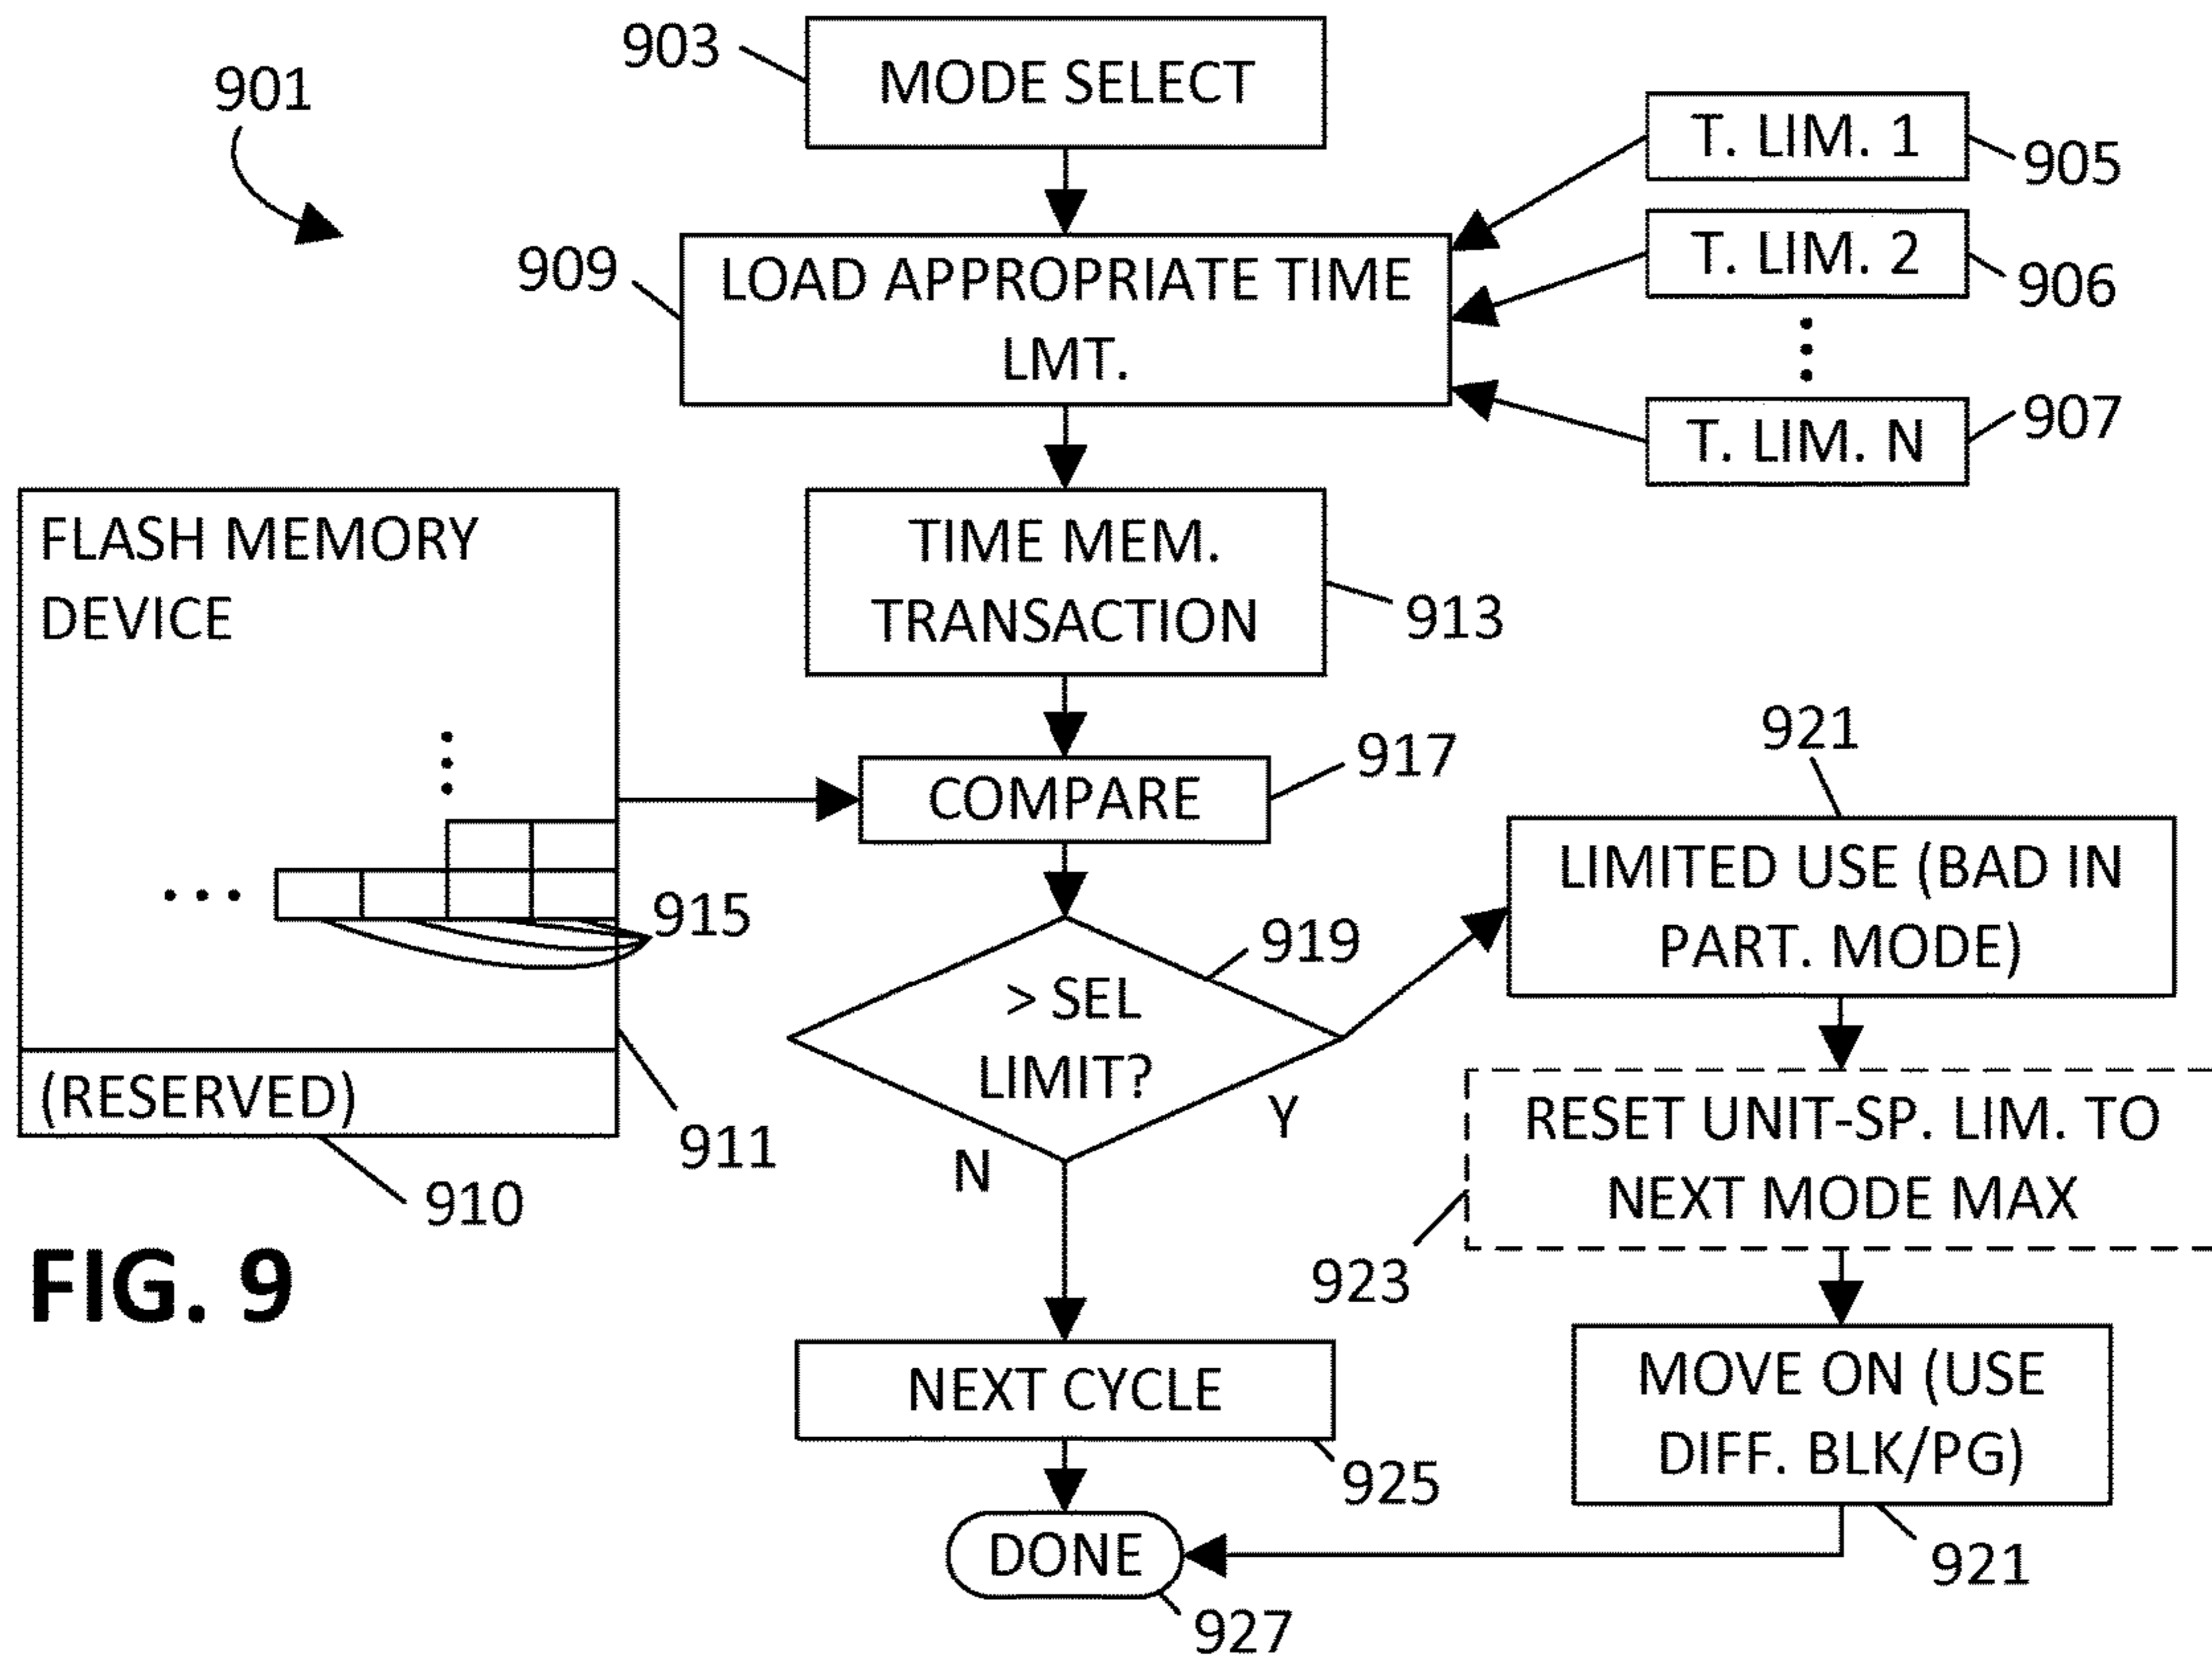 903
MODE SELECT
901
T. LIM. 1
905
909
LOAD APPROPRIATE TIME
LMT.
T. LIM. 2
906
T. LIM. N
907
FLASH MEMORY
DEVICE
TIME MEM.
TRANSACTION
913
COMPARE
917
915
(RESERVED)
911
910
> SEL
LIMIT?
919
Y
N
921
LIMITED USE (BAD IN
PART. MODE)
RESET UNIT-SP. LIM. TO
NEXT MODE MAX
923
MOVE ON (USE
DIFF. BLK/PG)
921
NEXT CYCLE
925
DONE
927
FIG. 9